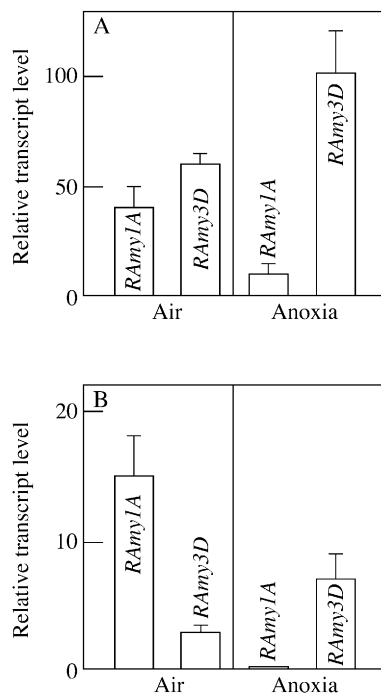 A
Relative transcript level
100
50
0
RAmy1A
RAmy3D
RAmy1A
RAmy3D
Air
Anoxia
B
Relative transcript level
20
10
0
RAmy1A
RAmy3D
RAmy1A
RAmy3D
Air
Anoxia